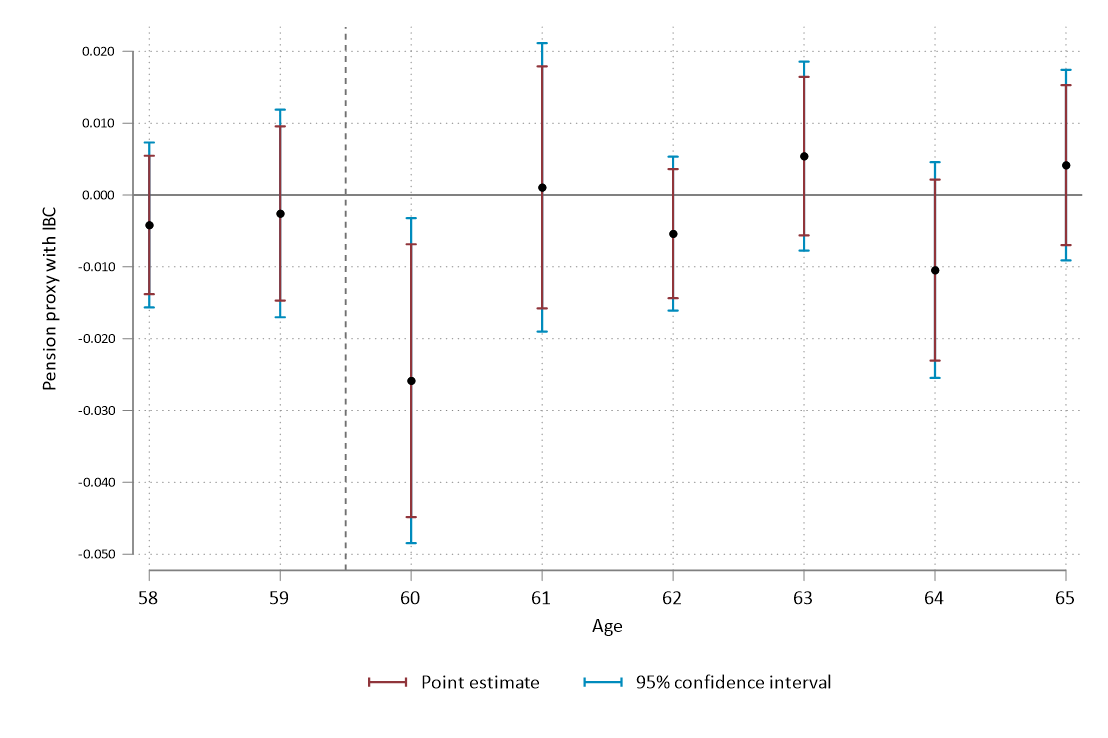 0.020
0.010
0.000
-0.010
-0.020
-0.030
-0.040
-0.050
Pension proxy with IBC
58 59 60 61 62 63 64 65
Age
Point estimate 95% confidence interval